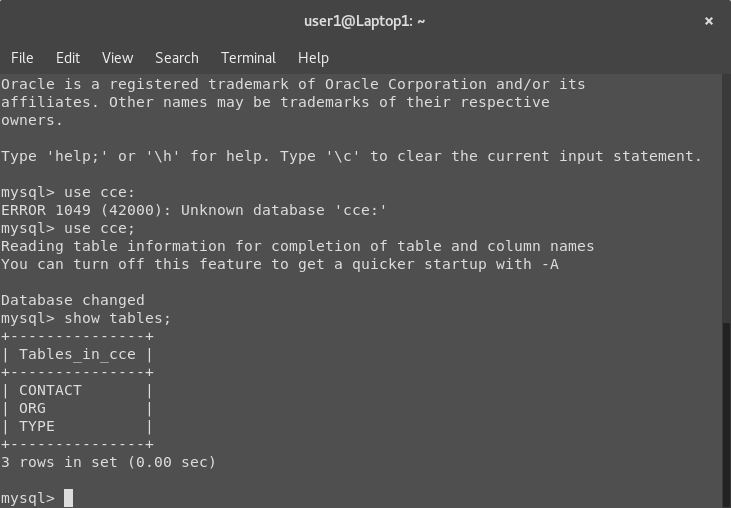 user1@Laptop1: ~ ×
File Edit View Search Terminal Help
Oracle is a registered trademark of Oracle Corporation and/or its
affiliates. Other names may be trademarks of their respective
owners.

Type 'help;' or '\h' for help. Type '\c' to clear the current input statement.

mysql> use cce:
ERROR 1049 (42000): Unknown database 'cce:'
mysql> use cce;
Reading table information for completion of table and column names
You can turn off this feature to get a quicker startup with -A

Database changed
mysql> show tables;
+---------------+
| Tables_in_cce |
+---------------+
| CONTACT       |
| ORG           |
| TYPE          |
+---------------+
3 rows in set (0.00 sec)

mysql>